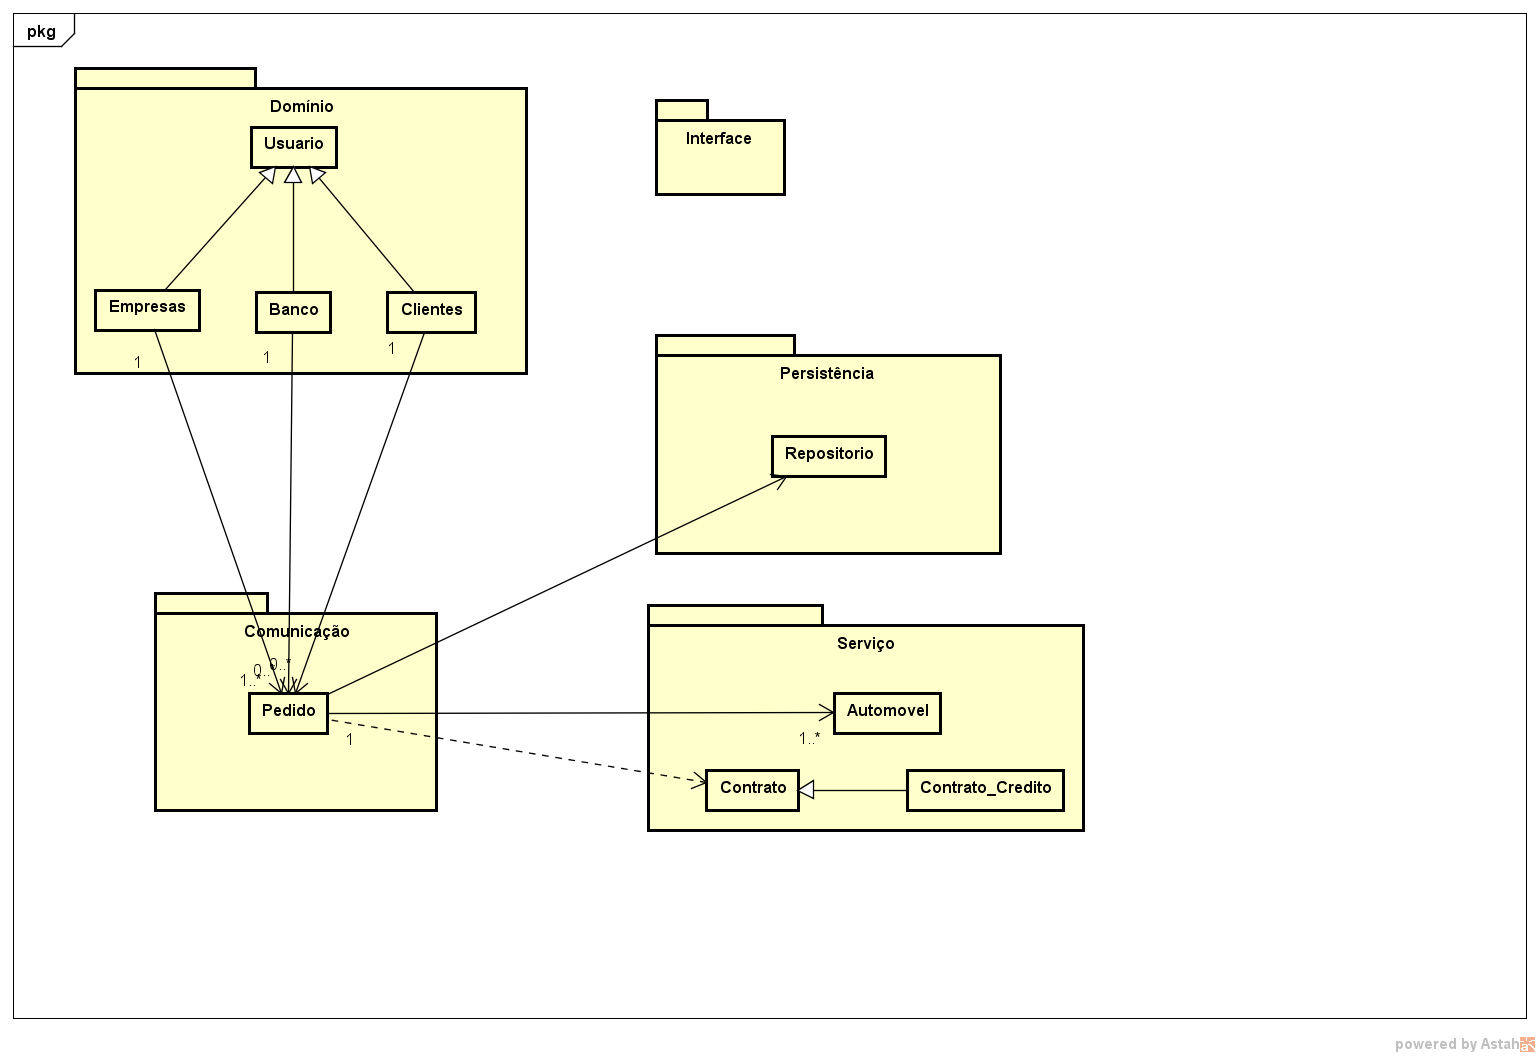 pkg
Domínio
Usuario
Interface
Empresas
Banco
Clientes
1
1
1
Persistência
Repositorio
Comunicação
Serviço
0..*
1..*
Pedido
Automovel
1
1..*
Contrato
Contrato_Credito
powered by Astah